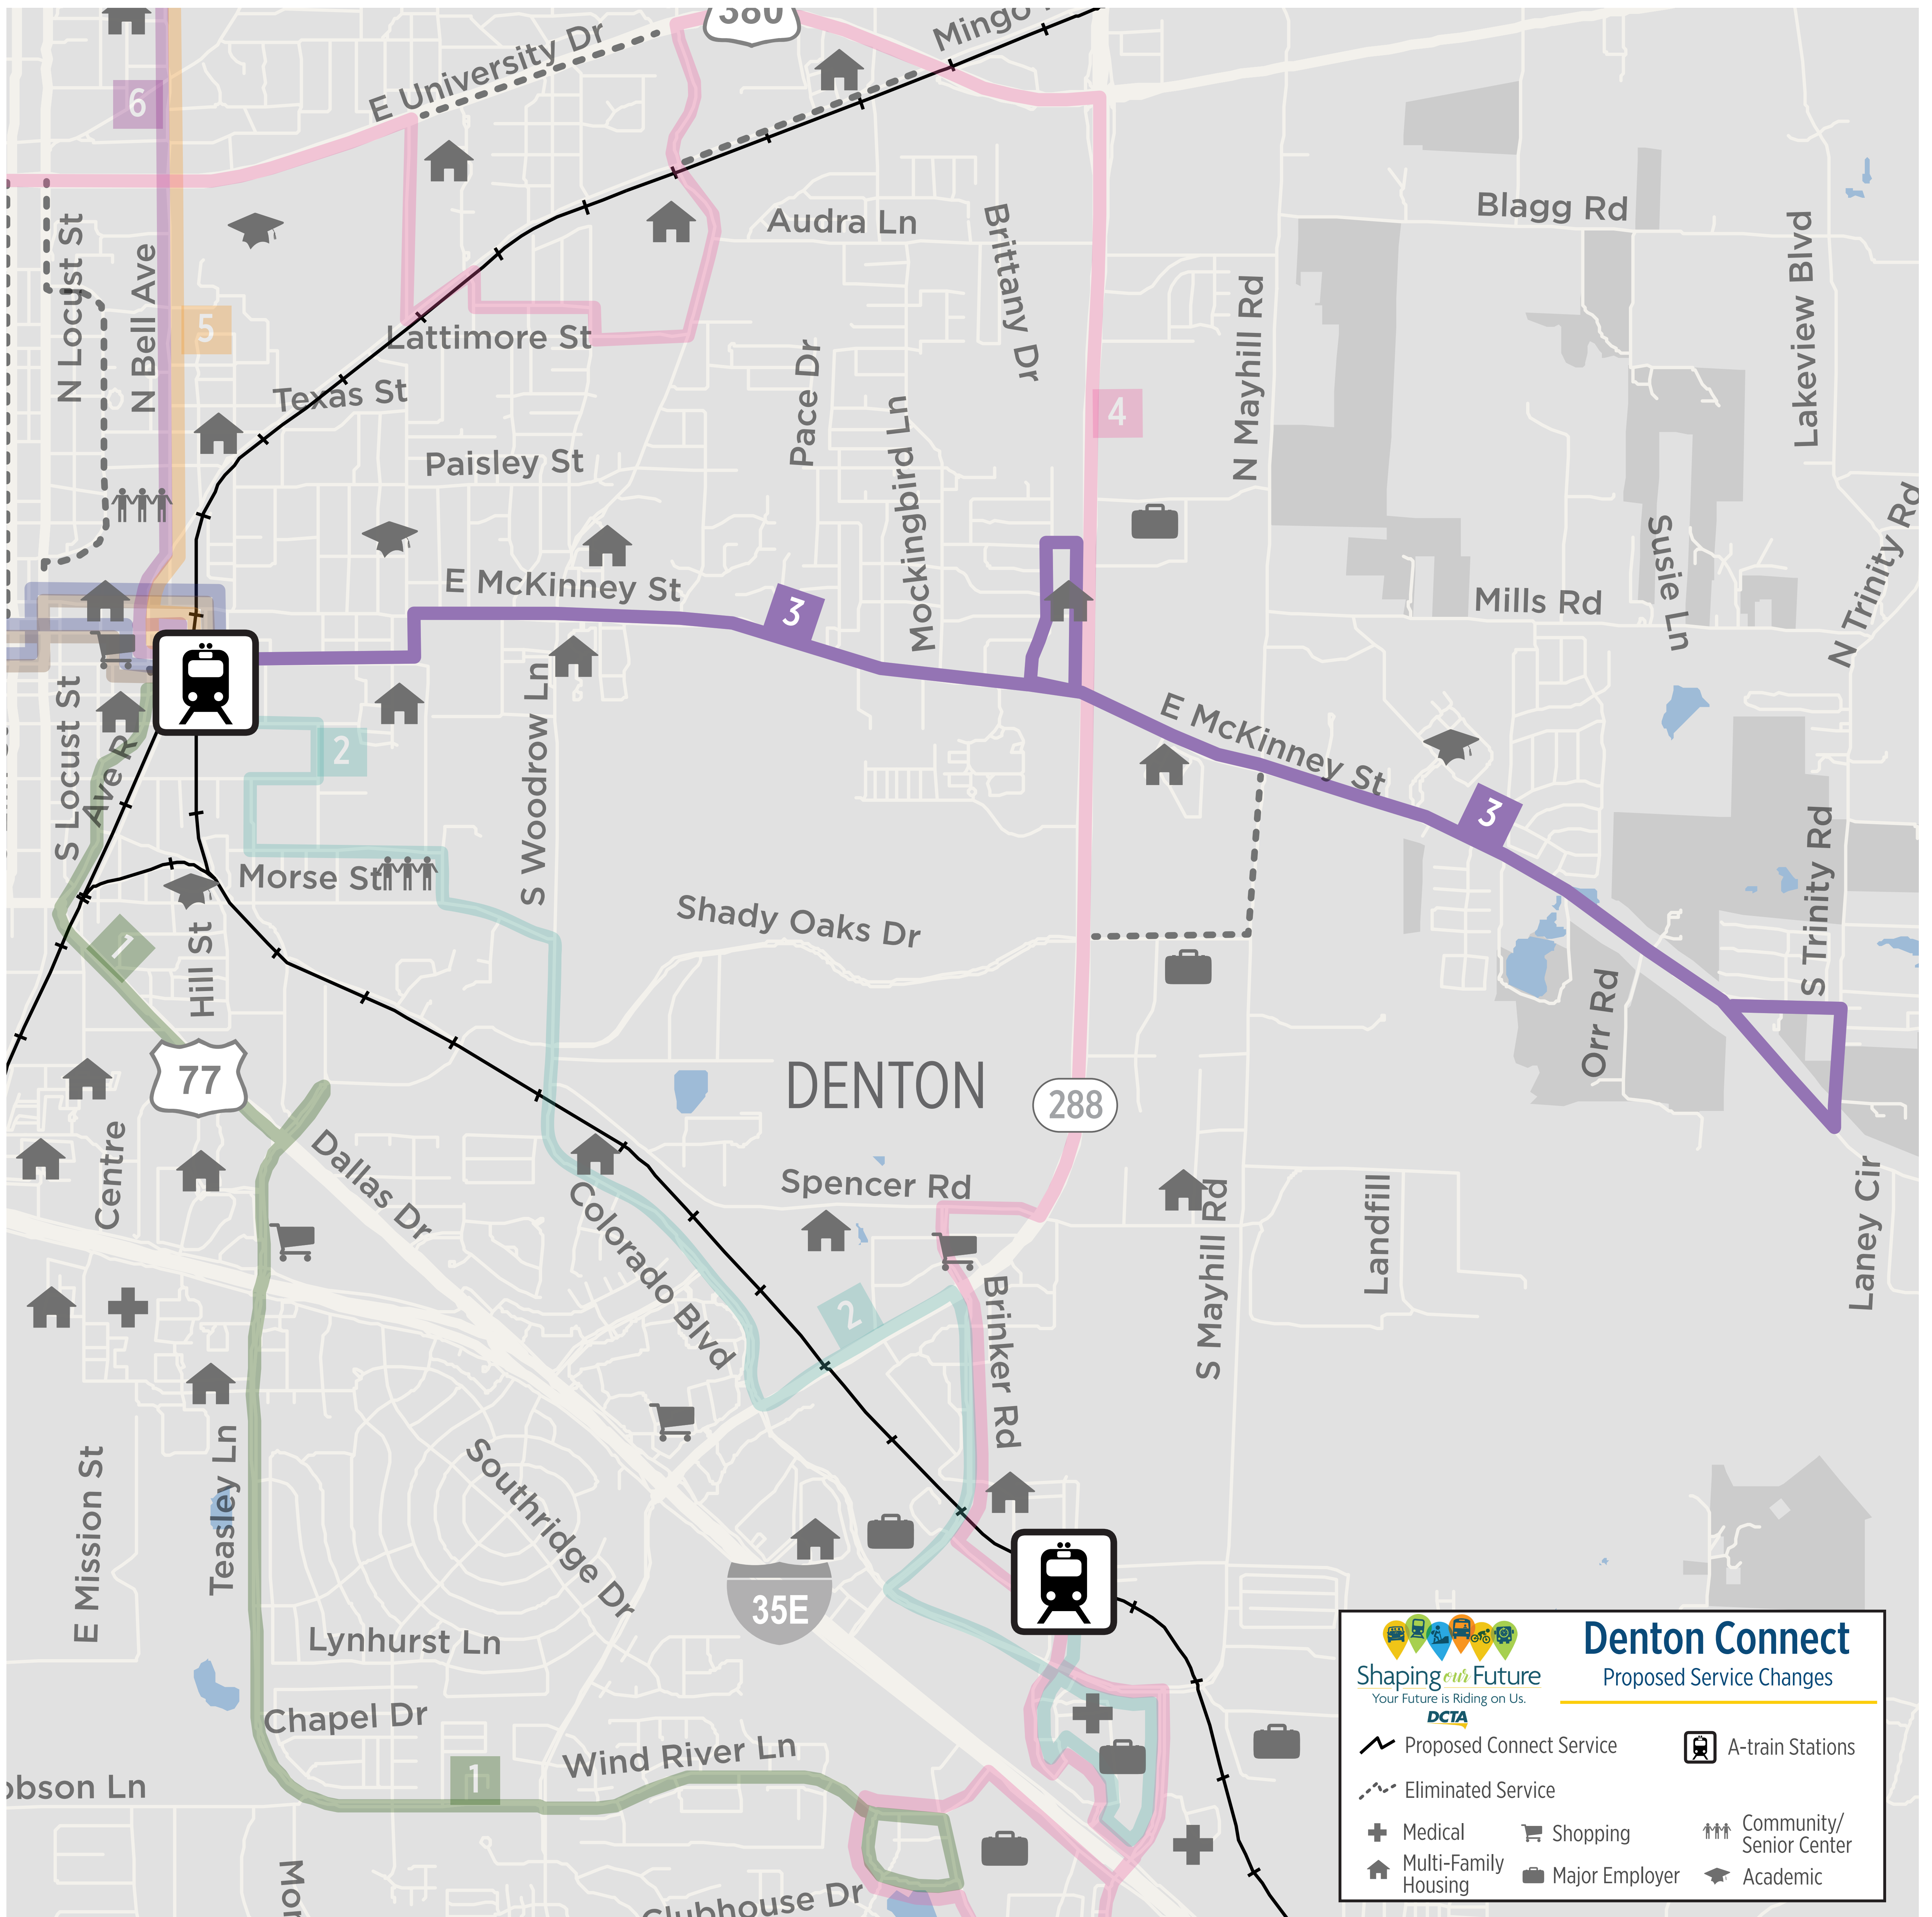 380
Mingo
E University Dr
6
N Locust St
N Bell Ave
5
Audra Ln
Brittany Dr
Blagg Rd
Lakeview Blvd
Lattimore St
Texas St
Pace Dr
N Mayhill Rd
4
Mockingbird Ln
Paisley St
Susie Ln
N Trinity Rd
E McKinney St
3
Mills Rd
S Locust St
Ave R
2
S Woodrow Ln
E McKinney St
3
Morse St
Shady Oaks Dr
S Trinity Rd
1
Hill St
Orr Rd
77
DENTON
288
Centre
Dallas Dr
Spencer Rd
Colorado Blvd
S Mayhill Rd
Landfill
Laney Cir
2
Brinker Rd
E Mission St
Teasley Ln
Southridge Dr
35E
Lynhurst Ln
Chapel Dr
Wind River Ln
1
obson Ln
Mor
Clubhouse Dr
Shaping our Future
Your Future is Riding on Us.
DCTA
Denton Connect
Proposed Service Changes
Proposed Connect Service
A-train Stations
Eliminated Service
Medical
Shopping
Community/
Senior Center
Multi-Family
Housing
Major Employer
Academic